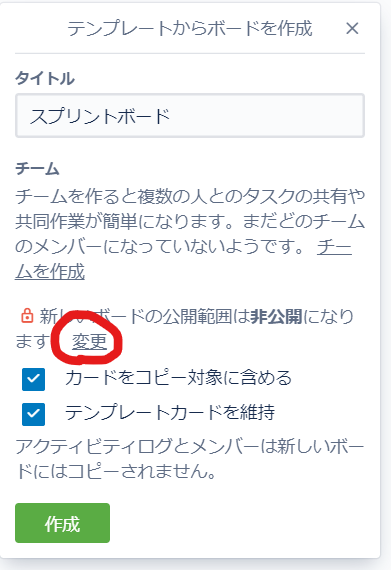 テンプレートからボードを作成
タイトル
スプリントボード
チーム
チームを作ると複数の人とのタスクの共有や
共同作業が簡単になります。まだどのチーム
のメンバーになっていないようです。 チー
ムを作成
新しいボードの公開範囲は非公開になり
ます 変更
カードをコピー対象に含める
テンプレートカードを維持
アクティビティログとメンバーは新しいボー
ドにはコピーされません。
作成